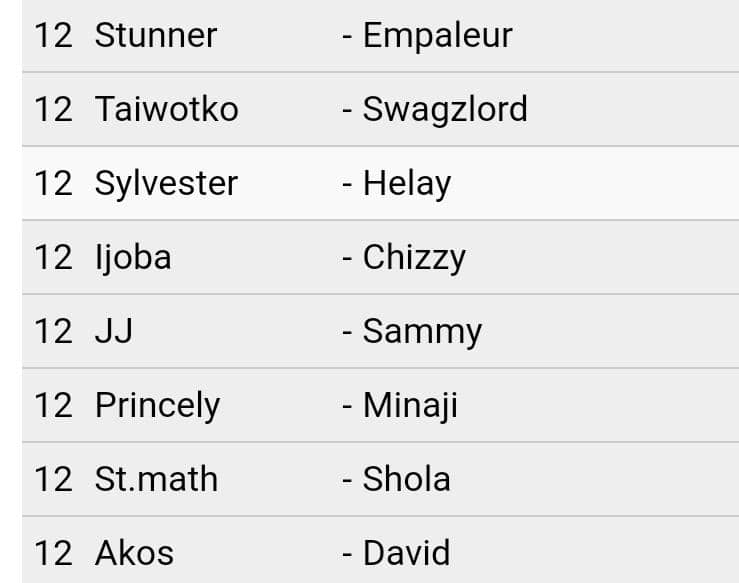 12 Stunner - Empaleur
12 Taiwotko - Swagzlord
12 Sylvester - Helay
12 Ijoba - Chizzy
12 JJ - Sammy
12 Princely - Minaji
12 St.math - Shola
12 Akos - David